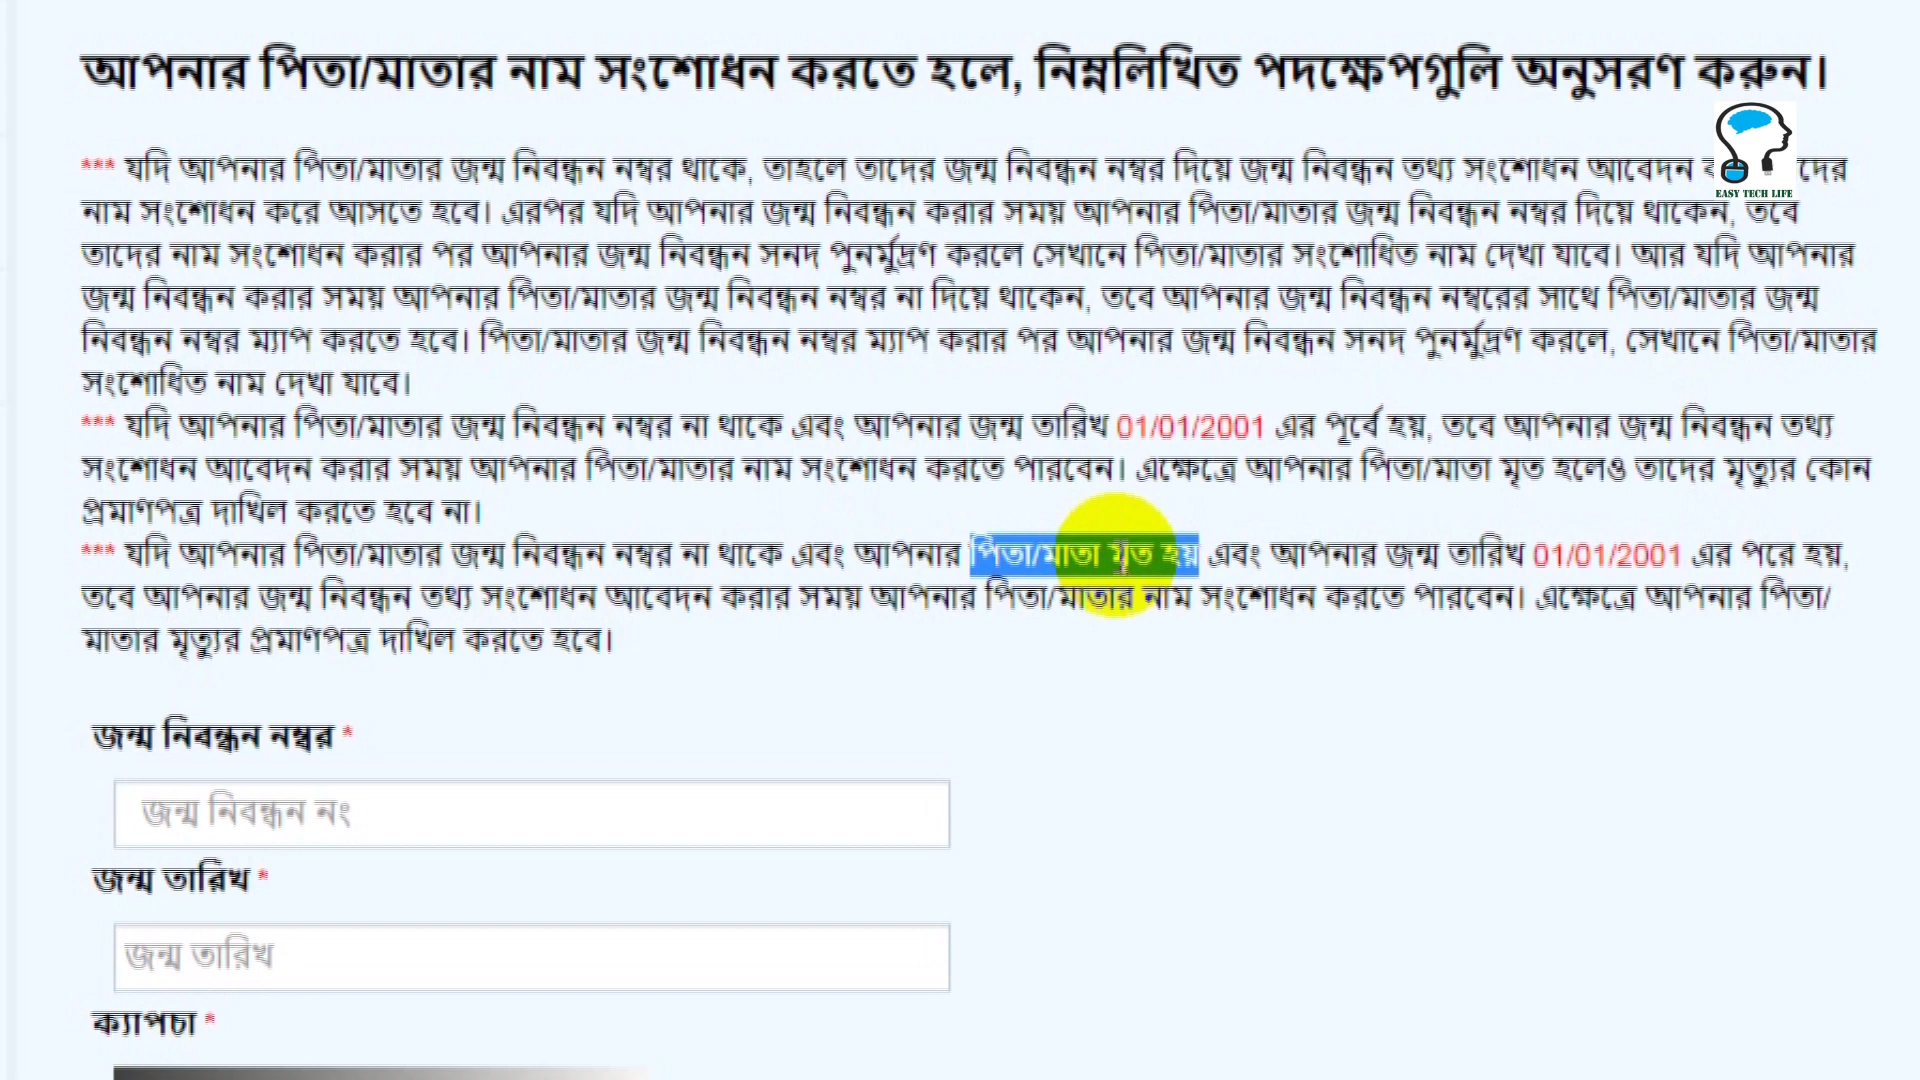 আপনার পিতা/মাতার নাম সংশোধন করতে হলে, নিম্নলিখিত পদক্ষেপগুলি অনুসরণ করুন।
*** যদি আপনার পিতা/মাতার জন্ম নিবন্ধন নম্বর থাকে, তাহলে তাদের জন্ম নিবন্ধন নম্বর দিয়ে জন্ম নিবন্ধন তথ্য সংশোধন আবেদন দের
EASY TECH LIFE
নাম সংশোধন করে আসতে হবে। এরপর যদি আপনার জন্ম নিবন্ধন করার সময় আপনার পিতা/মাতার জন্ম নিবন্ধন নম্বর দিয়ে থাকেন, তবে
তাদের নাম সংশোধন করার পর আপনার জন্ম নিবন্ধন সনদ পুনর্মুদ্রণ করলে সেখানে পিতা/মাতার সংশোধিত নাম দেখা যাবে। আর যদি আপনার
জন্ম নিবন্ধন করার সময় আপনার পিতা/মাতার জন্ম নিবন্ধন নম্বর না দিয়ে থাকেন, তবে আপনার জন্ম নিবন্ধন নম্বরের সাথে পিতা/মাতার জন্ম
নিবন্ধন নম্বর ম্যাপ করতে হবে। পিতা/মাতার জন্ম নিবন্ধন নম্বর ম্যাপ করার পর আপনার জন্ম নিবন্ধন সনদ পুনর্মুদ্রণ করলে, সেখানে পিতা/মাতার
সংশোধিত নাম দেখা যাবে।
*** যদি আপনার পিতা/মাতার জন্ম নিবন্ধন নম্বর না থাকে এবং আপনার জন্ম তারিখ 01/01/2001 এর পূর্বে হয়, তবে আপনার জন্ম নিবন্ধন তথ্য
সংশোধন আবেদন করার সময় আপনার পিতা/মাতার নাম সংশোধন করতে পারবেন। এক্ষেত্রে আপনার পিতা/মাতা মৃত হলেও তাদের মৃত্যুর কোন
প্রমাণপত্র দাখিল করতে হবে না।
*** যদি আপনার পিতা/মাতার জন্ম নিবন্ধন নম্বর না থাকে এবং আপনার পিতা/মাতা মৃত হয় এবং আপনার জন্ম তারিখ 01/01/2001 এর পরে হয়,
তবে আপনার জন্ম নিবন্ধন তথ্য সংশোধন আবেদন করার সময় আপনার পিতা/মাতার নাম সংশোধন করতে পারবেন। এক্ষেত্রে আপনার পিতা/
মাতার মৃত্যুর প্রমাণপত্র দাখিল করতে হবে।
জন্ম নিবন্ধন নম্বর *
জন্ম নিবন্ধন নং
জন্ম তারিখ *
জন্ম তারিখ
ক্যাপচা *